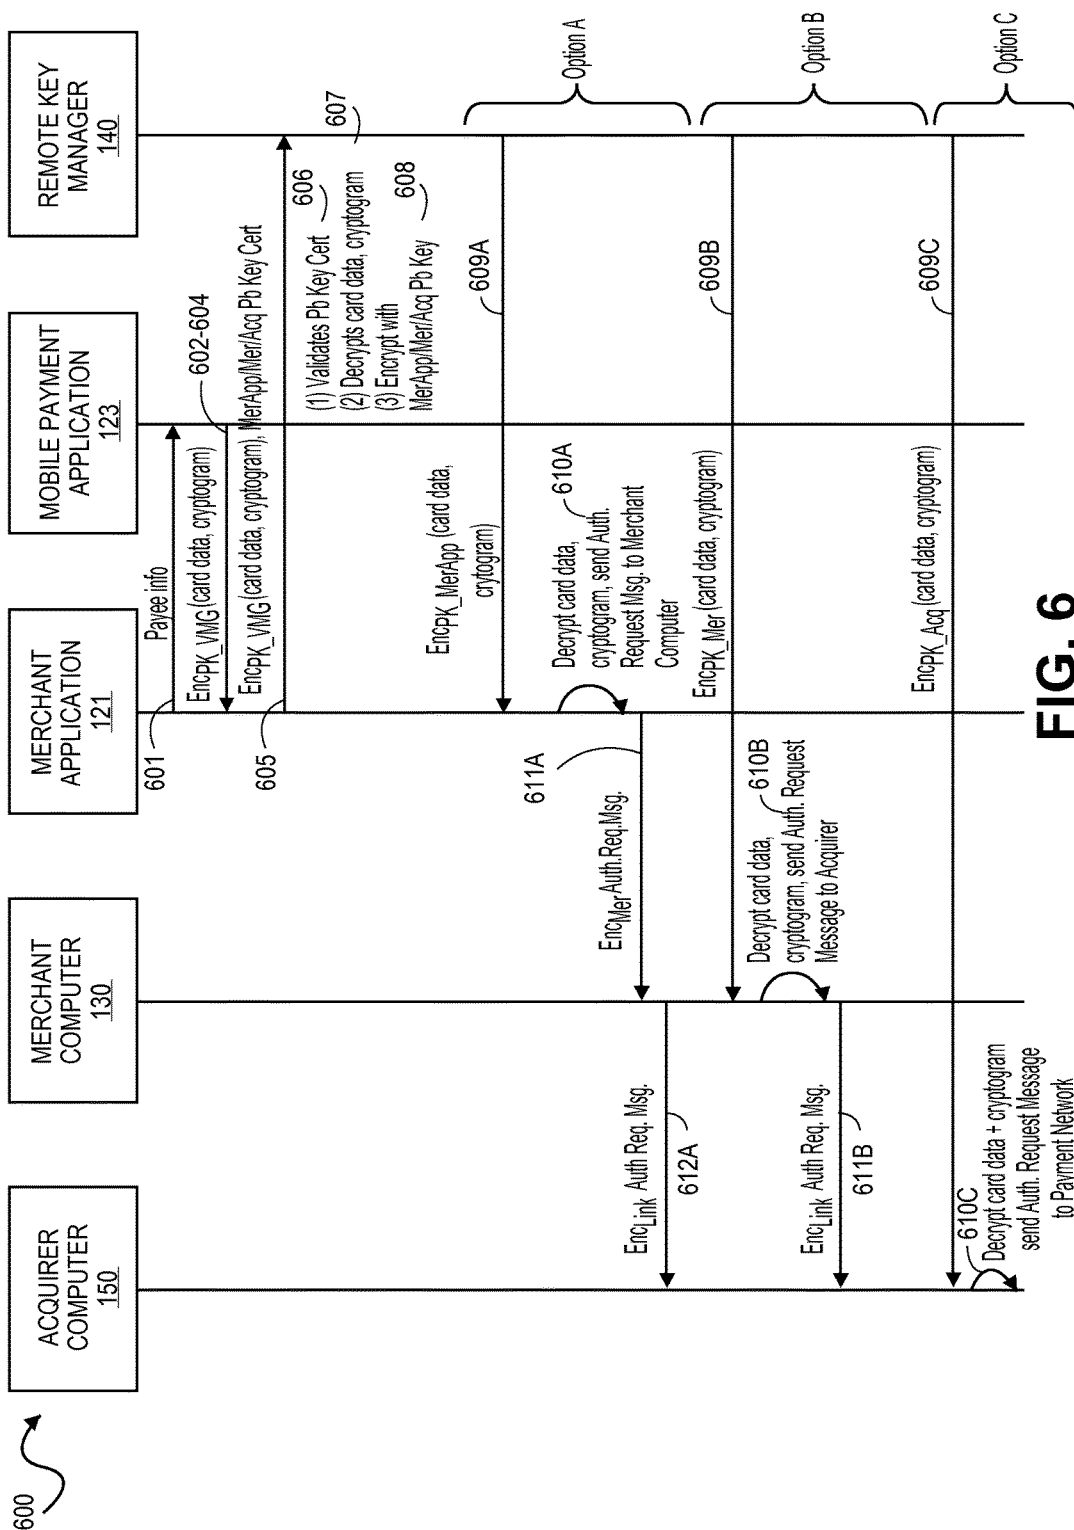 600
ACQUIRER
COMPUTER
150
MERCHANT
COMPUTER
130
MERCHANT
APPLICATION
121
MOBILE PAYMENT
APPLICATION
123
REMOTE KEY
MANAGER
140
601
Payee info
602-604
EncPK_VMG (card data, cryptogram)
EncPK_VMG (card data, cryptogram), MerApp/Mer/Acq Pb Key Cert
605
606
(1) Validates Pb Key Cert
607
(2) Decrypts card data, cryptogram
(3) Encrypt with
MerApp/Mer/Acq Pb Key
608
EncPK_MerApp (card data,
crytogram)
609A
Option A
Decrypt card data,
610A
cryptogram, send Auth.
Request Msg. to Merchant
Computer
611A
EncMer Auth.Req.Msg.
EncLink Auth Req. Msg.
612A
EncPK_Mer (card data, cryptogram)
609B
Option B
Decrypt card data,
610B
cryptogram, send Auth. Request
Message to Acquirer
EncLink Auth Req. Msg.
611B
EncPK_Acq (card data, cryptogram)
609C
Option C
610C
Decrypt card data + cryptogram
send Auth. Request Message
to Payment Network
FIG. 6